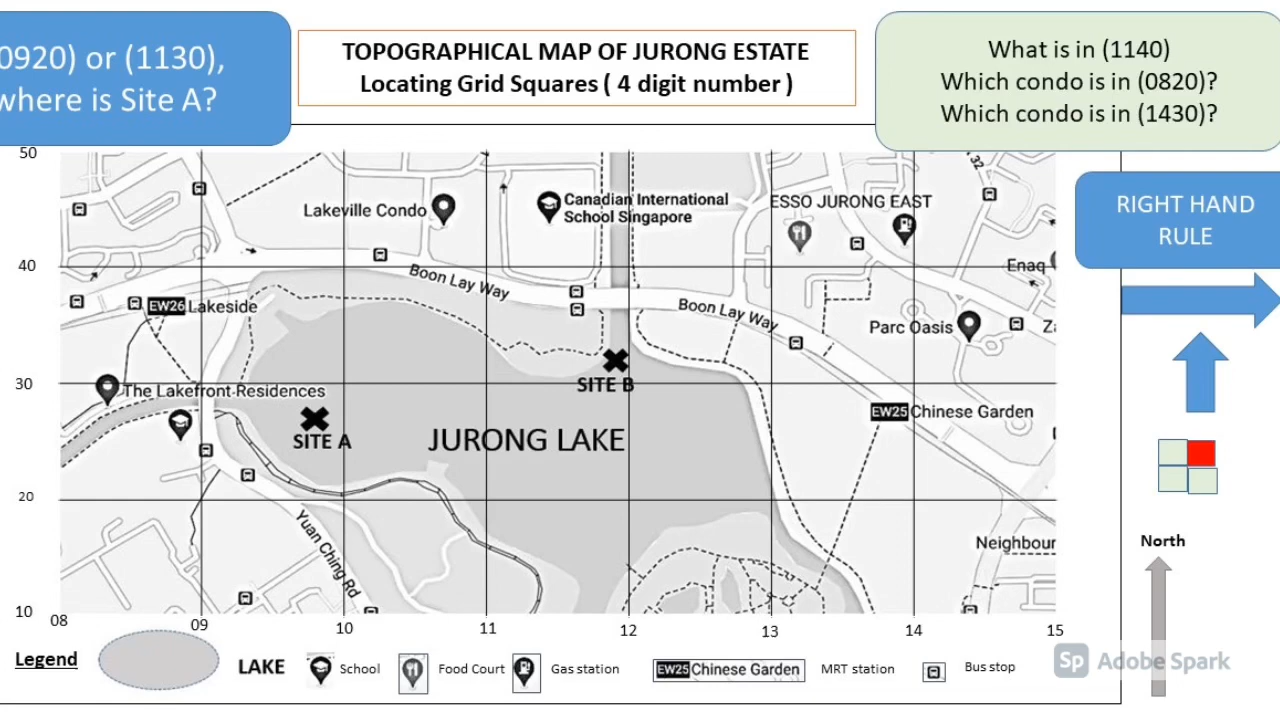 0920) or (1130),
where is Site A?
TOPOGRAPHICAL MAP OF JURONG ESTATE
Locating Grid Squares ( 4 digit number )
What is in (1140)
Which condo is in (0820)?
Which condo is in (1430)?
RIGHT HAND
RULE
50
32
Lakeville Condo
Canadian International
School Singapore
ESSO JURONG EAST
40
Enaq
Boon Lay Way
Boon Lay Way
EW26 Lakeside
Parc Oasis
Za
30
The Lakefront Residences
SITE B
EW25 Chinese Garden
SITE A
JURONG LAKE
20
Yuan Ching Rd
Neighbour
North
10
08
09
10
11
12
13
14
15
Legend
LAKE
School
Food Court
Gas station
EW25 Chinese Garden
MRT station
Bus stop
Sp Adobe Spark